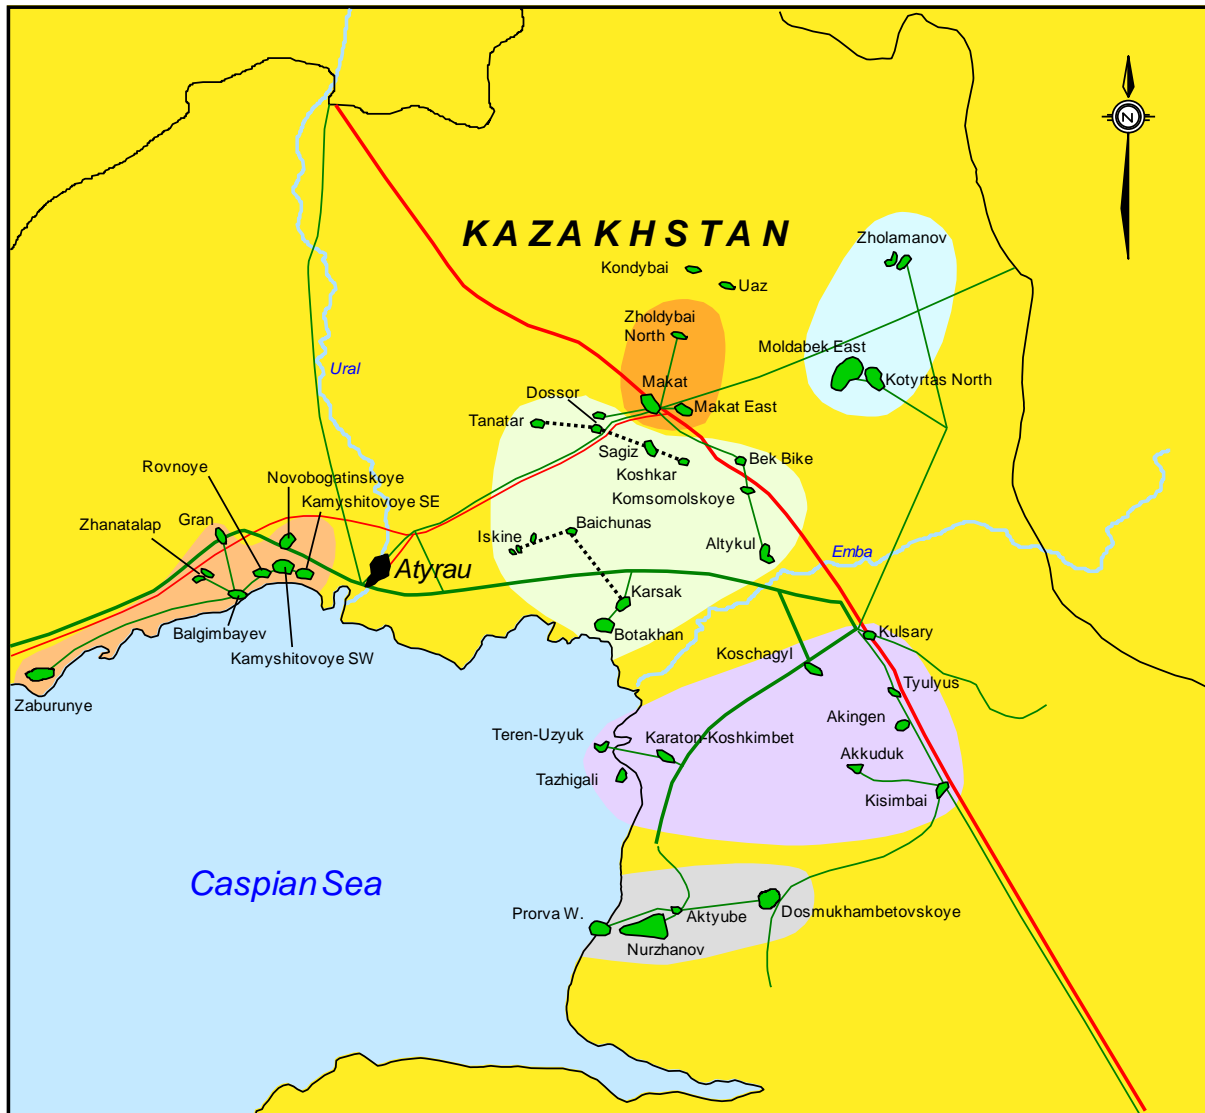 N
KAZAKHSTAN
Zholamanov
Kondybai
Uaz
Zholdybai
North
Moldabek East
Ural
Kotyrtas North
Makat
Dossor
Makat East
Tanatar
Sagiz
Bek Bike
Koshkar
Rovnoye
Novobogatinskoye
Komsomolskoye
Kamyshitovoye SE
Zhanatalap
Gran
Baichunas
Iskine
Altykul
Emba
Atyrau
Karsak
Balgimbayev
Botakhan
Kulsary
Kamyshitovoye SW
Koschagyl
Tyulyus
Zaburunye
Akingen
Teren-Uzyuk
Karaton-Koshkimbet
Akkuduk
Tazhigali
Kisimbai
Caspian Sea
Prorva W.
Aktyube
Dosmukhambetovskoye
Nurzhanov